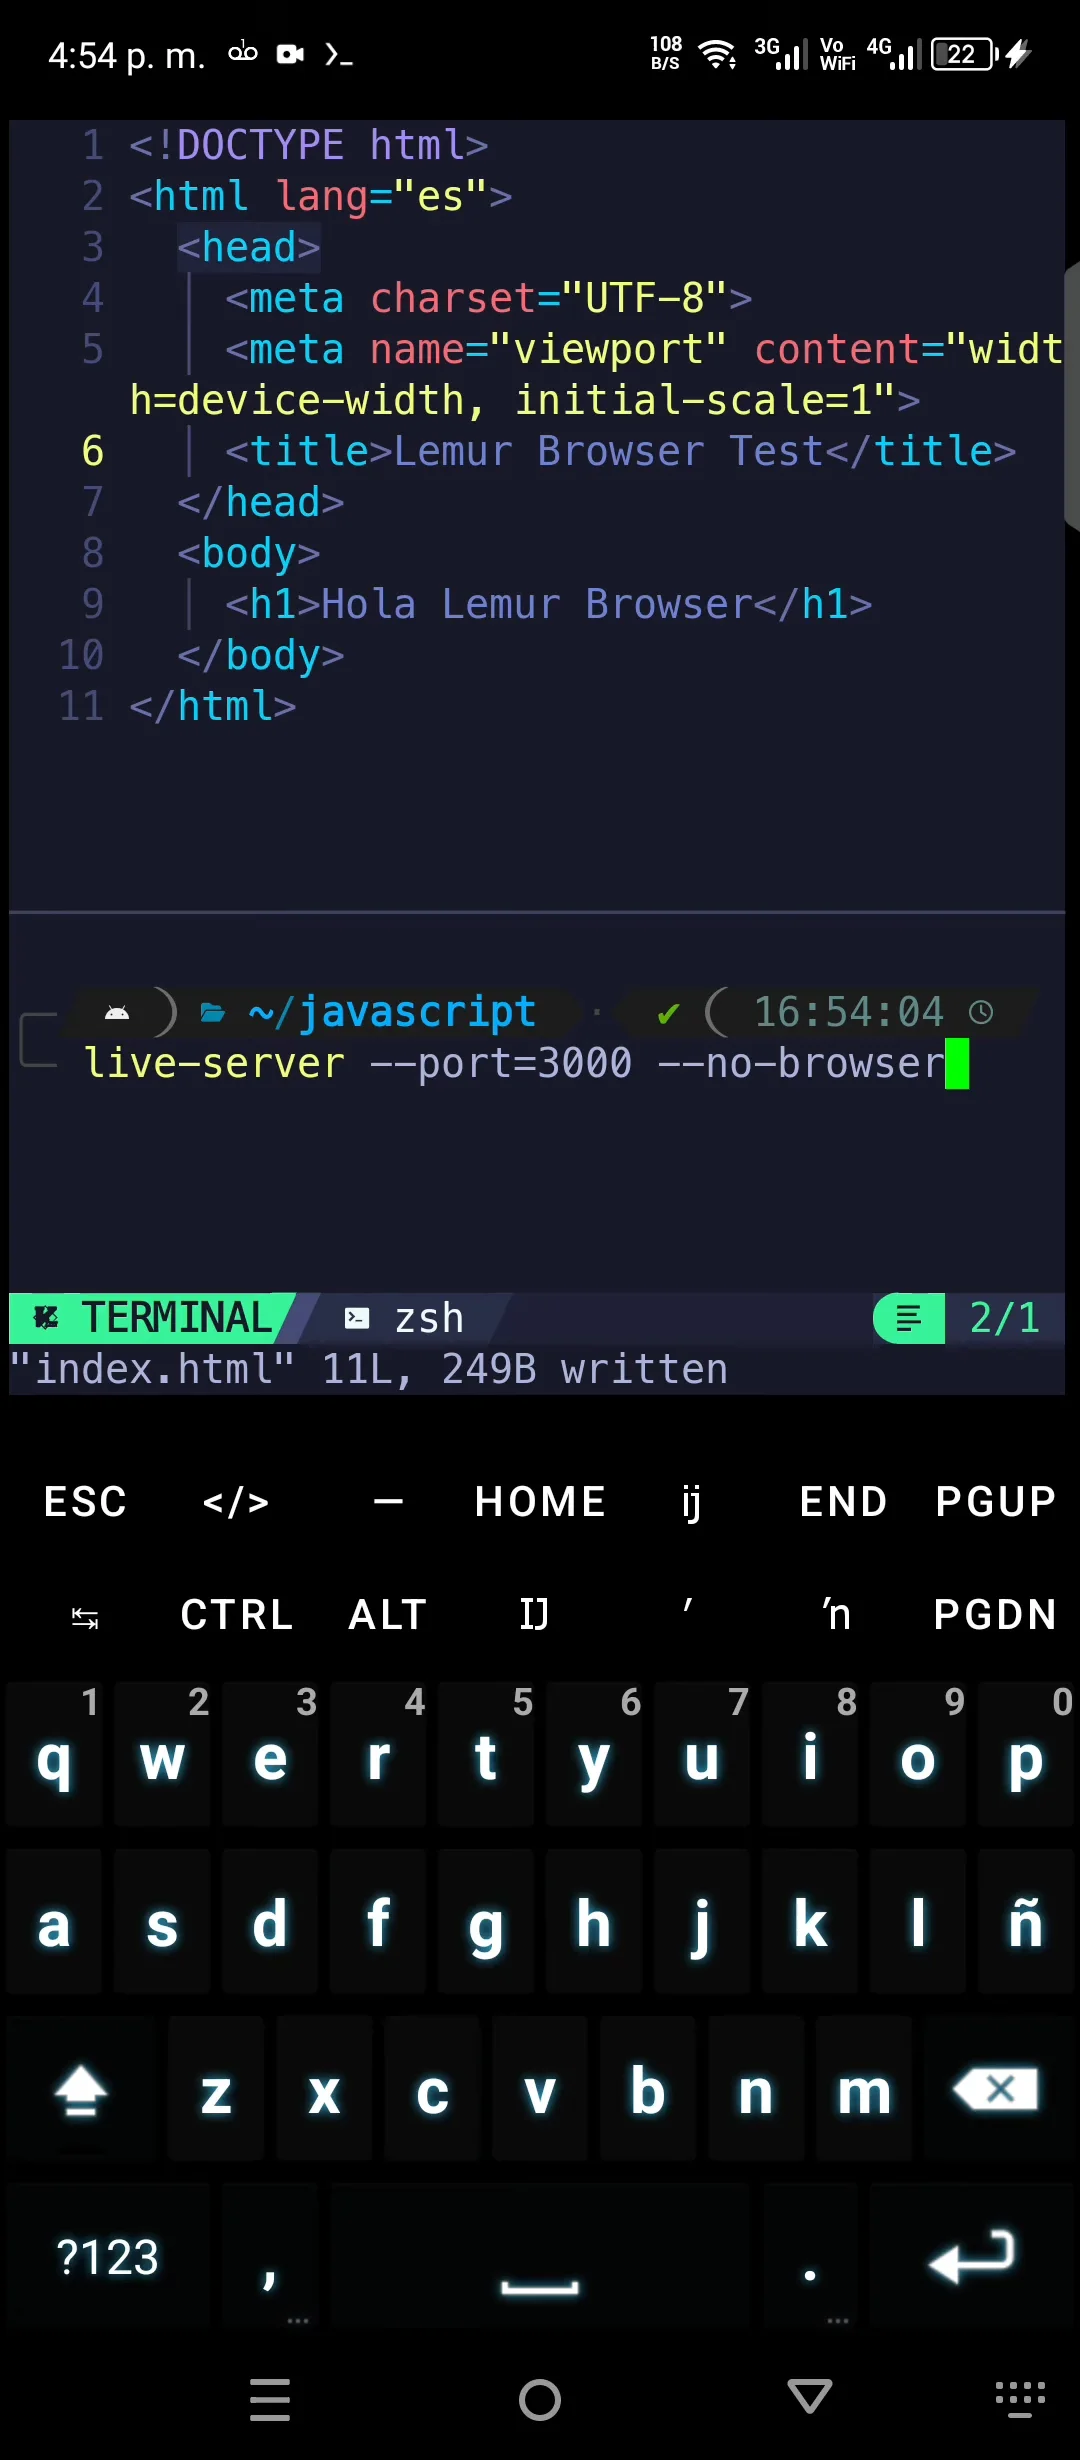 4:54 p. m. 108 B/S 3G Vo WiFi 4G 22
1 <!DOCTYPE html>
2 <html lang="es">
3 <head>
4 <meta charset="UTF-8">
5 <meta name="viewport" content="widt
h=device-width, initial-scale=1">
6 <title>Lemur Browser Test</title>
7 </head>
8 <body>
9 <h1>Hola Lemur Browser</h1>
10 </body>
11 </html>
~/javascript · ✔ 16:54:04
live-server --port=3000 --no-browser
TERMINAL zsh 2/1
"index.html" 11L, 249B written
ESC </> — HOME ĳ END PGUP
↹ CTRL ALT Ĳ ′ ŉ PGDN
1 2 3 4 5 6 7 8 9 0
q w e r t y u i o p
a s d f g h j k l ñ
z x c v b n m
?123 , .